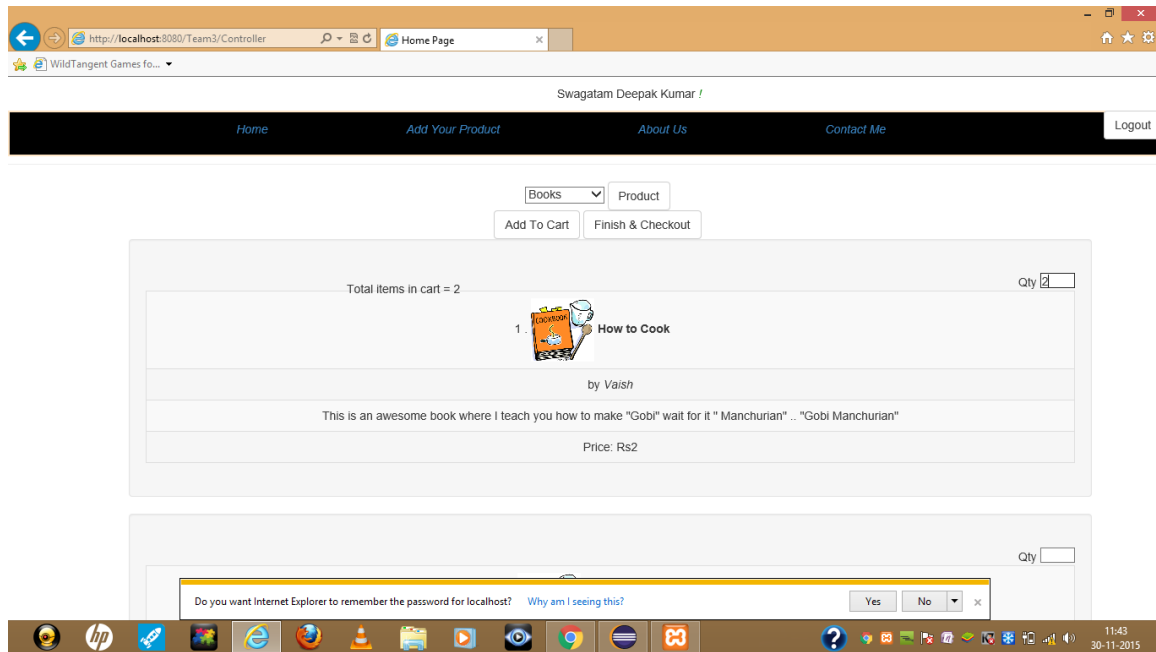 http://localhost:8080/Team3/Controller
Home Page
WildTangent Games fo...
Swagatam Deepak Kumar !
Home Add Your Product About Us Contact Me Logout
Books Product
Add To Cart Finish & Checkout
Qty 2
Total items in cart = 2
COOKBOOK
1 . How to Cook
by Vaish
This is an awesome book where I teach you how to make "Gobi" wait for it " Manchurian" .. "Gobi Manchurian"
Price: Rs2
Qty
Do you want Internet Explorer to remember the password for localhost? Why am I seeing this? Yes No
hp
11:43
30-11-2015